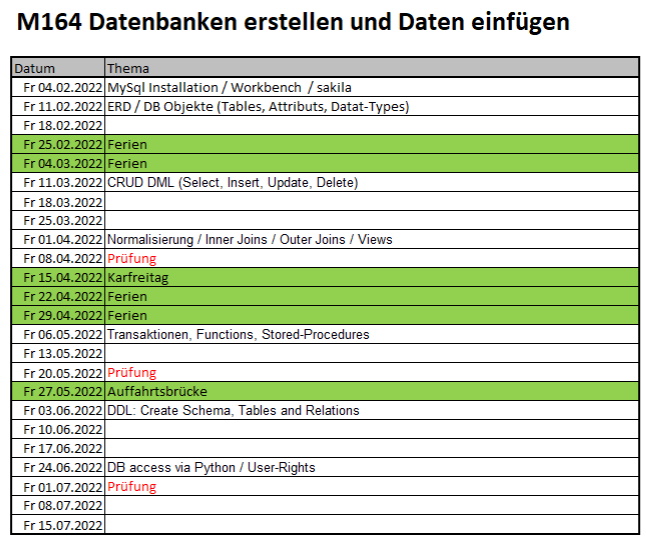 M164 Datenbanken erstellen und Daten einfügen
Datum Thema
Fr 04.02.2022 MySql Installation / Workbench / sakila
Fr 11.02.2022 ERD / DB Objekte (Tables, Attributs, Datat-Types)
Fr 18.02.2022
Fr 25.02.2022 Ferien
Fr 04.03.2022 Ferien
Fr 11.03.2022 CRUD DML (Select, Insert, Update, Delete)
Fr 18.03.2022
Fr 25.03.2022
Fr 01.04.2022 Normalisierung / Inner Joins / Outer Joins / Views
Fr 08.04.2022 Prüfung
Fr 15.04.2022 Karfreitag
Fr 22.04.2022 Ferien
Fr 29.04.2022 Ferien
Fr 06.05.2022 Transaktionen, Functions, Stored-Procedures
Fr 13.05.2022
Fr 20.05.2022 Prüfung
Fr 27.05.2022 Auffahrtsbrücke
Fr 03.06.2022 DDL: Create Schema, Tables and Relations
Fr 10.06.2022
Fr 17.06.2022
Fr 24.06.2022 DB access via Python / User-Rights
Fr 01.07.2022 Prüfung
Fr 08.07.2022
Fr 15.07.2022